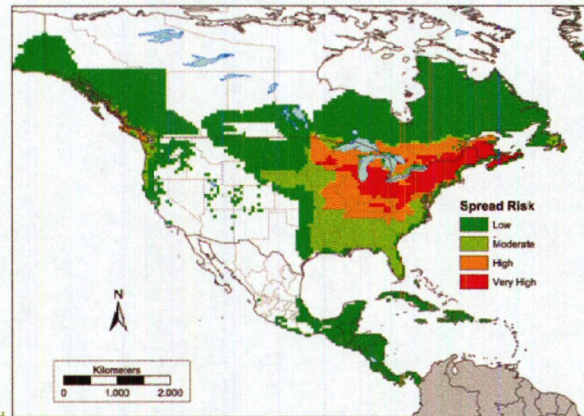 Spread Risk
Low
Moderate
High
Very High
N
Kilometers
0 1.000 2.000